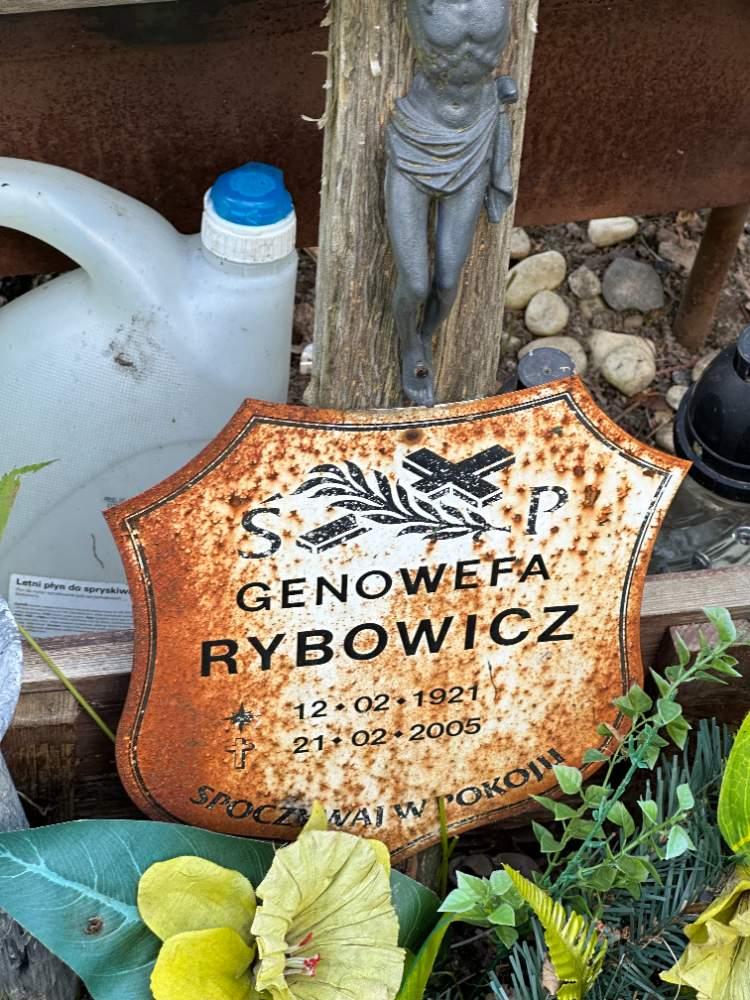 S P
GENOWEFA
RYBOWICZ
12 • 02 • 1921
21 • 02 • 2005
SPOCZYWAJ W POKOJU
Letni płyn do spryskiw